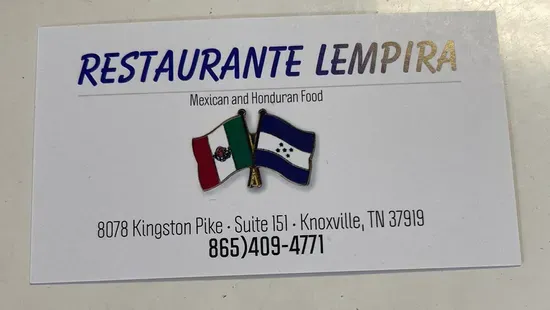 RESTAURANTE LEMPIRA
Mexican and Honduran Food
8078 Kingston Pike · Suite 151 · Knoxville, TN 37919
865)409-4771